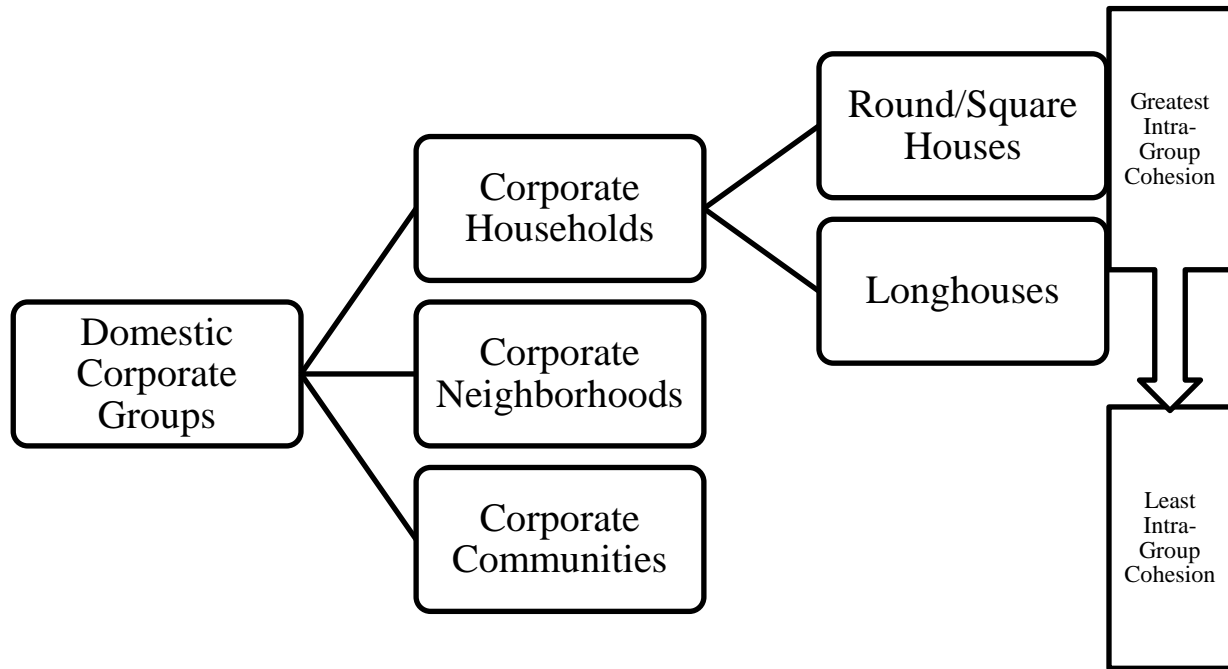 Domestic
Corporate
Groups
Corporate
Households
Corporate
Neighborhoods
Corporate
Communities
Round/Square
Houses
Longhouses
Greatest
Intra-
Group
Cohesion
Least
Intra-
Group
Cohesion